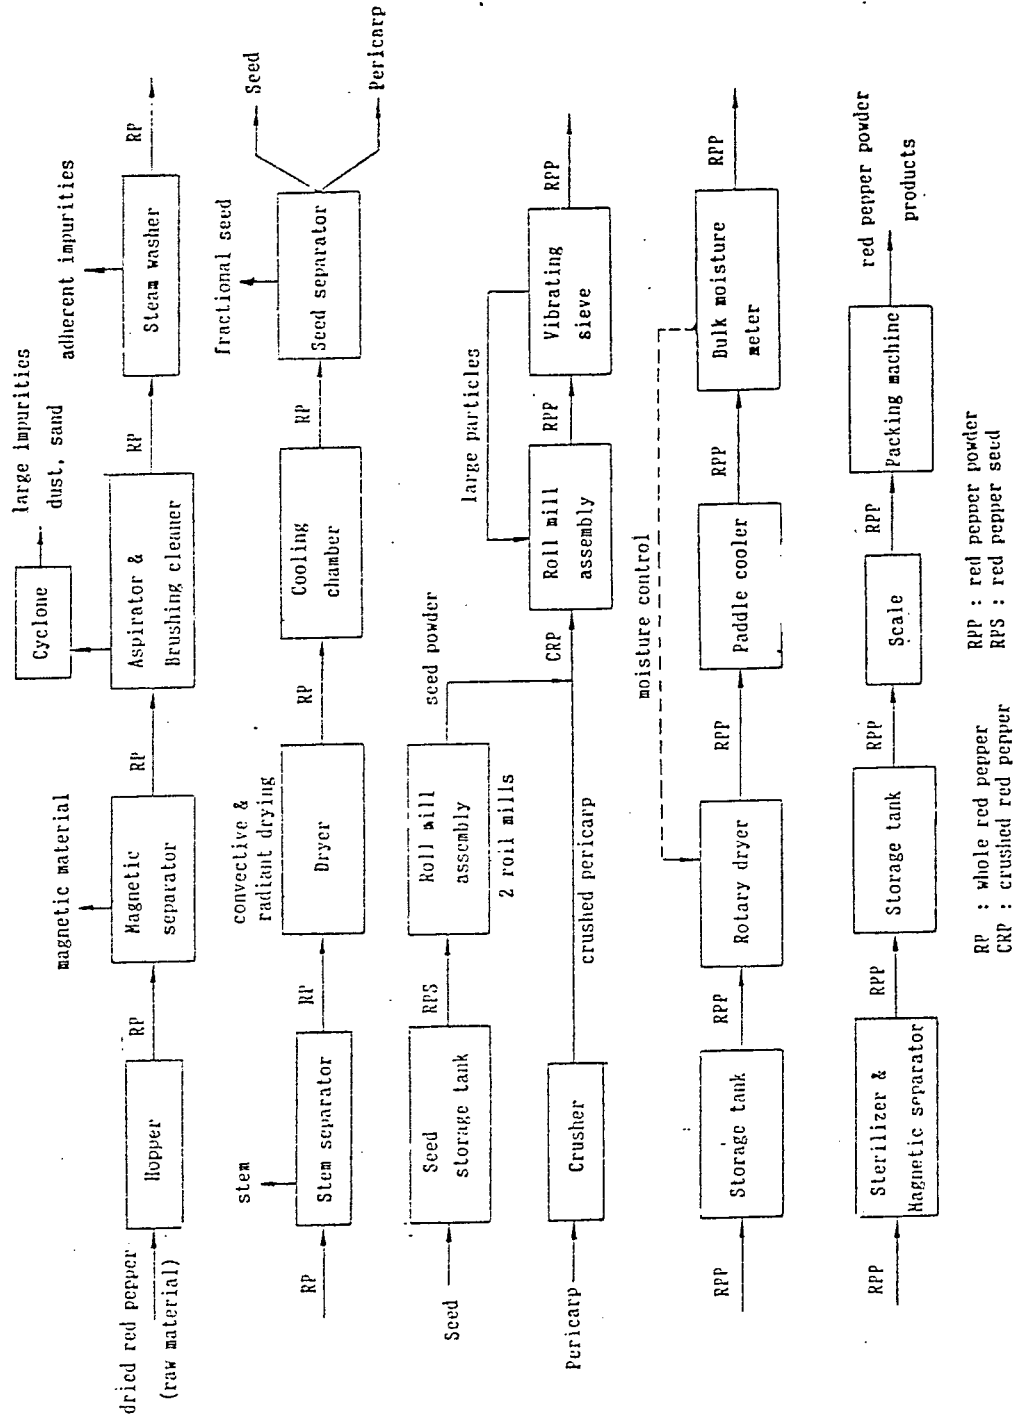 dried red pepper
(raw material)
Hopper
RP
magnetic material
Magnetic
separator
RP
large impurities
dust, sand
Cyclone
Aspirator &
Brushing cleaner
RP
adherent impurities
Steam washer
RP
RP
stem
Stem separator
RP
convective &
radiant drying
Dryer
RP
Cooling
chamber
RP
fractional seed
Seed separator
Seed
Pericarp
Seed
Seed
storage tank
RPS
Roll mill
assembly
2 roll mills
seed powder
Pericarp
Crusher
crushed pericarp
CRP
large particles
Roll mill
assembly
RPP
Vibrating
sieve
RPP
RPP
Storage tank
RPP
moisture control
Rotary dryer
RPP
Paddle cooler
RPP
Bulk moisture
meter
RPP
RPP
Sterilizer &
Magnetic separator
RPP
Storage tank
RPP
Scale
RPP
Packing machine
red pepper powder
products
RP : whole red pepper
CRP : crushed red pepper
RPP : red pepper powder
RPS : red pepper seed